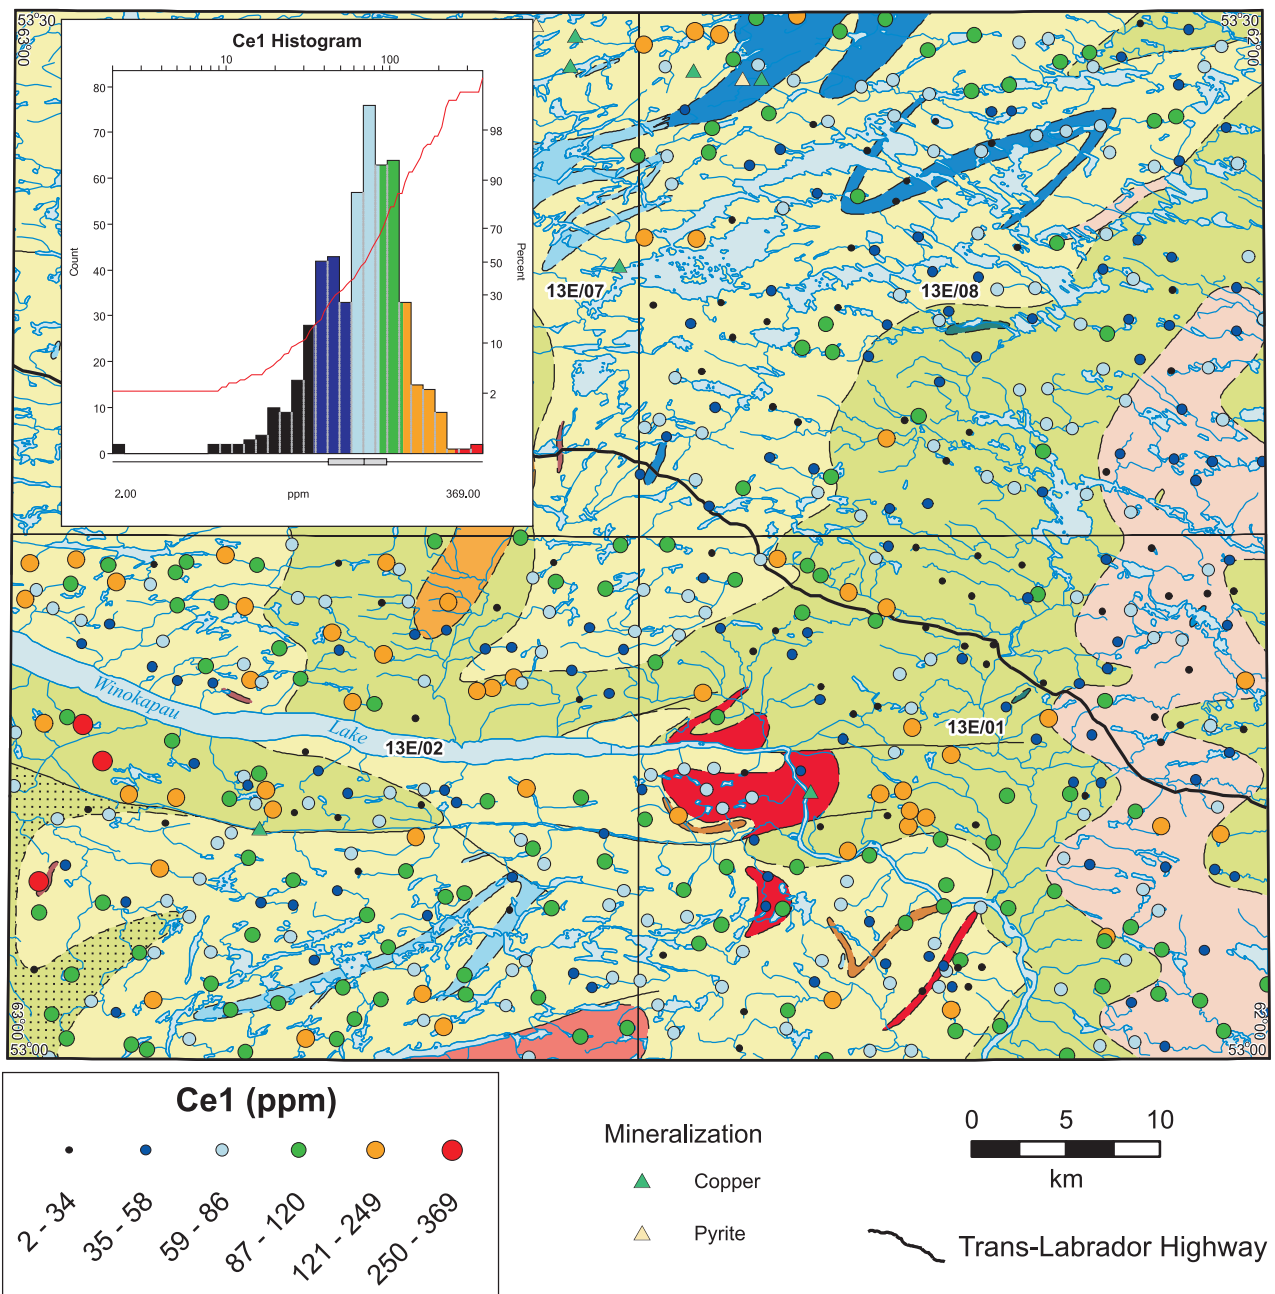 53°30
63°00
53°30
62°00
Ce1 Histogram
10
100
80
70
60
50
40
30
20
10
0
98
90
70
50
30
10
2
Count
Percent
2.00
ppm
369.00
13E/07
13E/08
Winokapau
Lake
13E/02
13E/01
63°00
53°00
62°00
53°00
Ce1 (ppm)
2 - 34
35 - 58
59 - 86
87 - 120
121 - 249
250 - 369
Mineralization
Copper
Pyrite
0 5 10
km
Trans-Labrador Highway